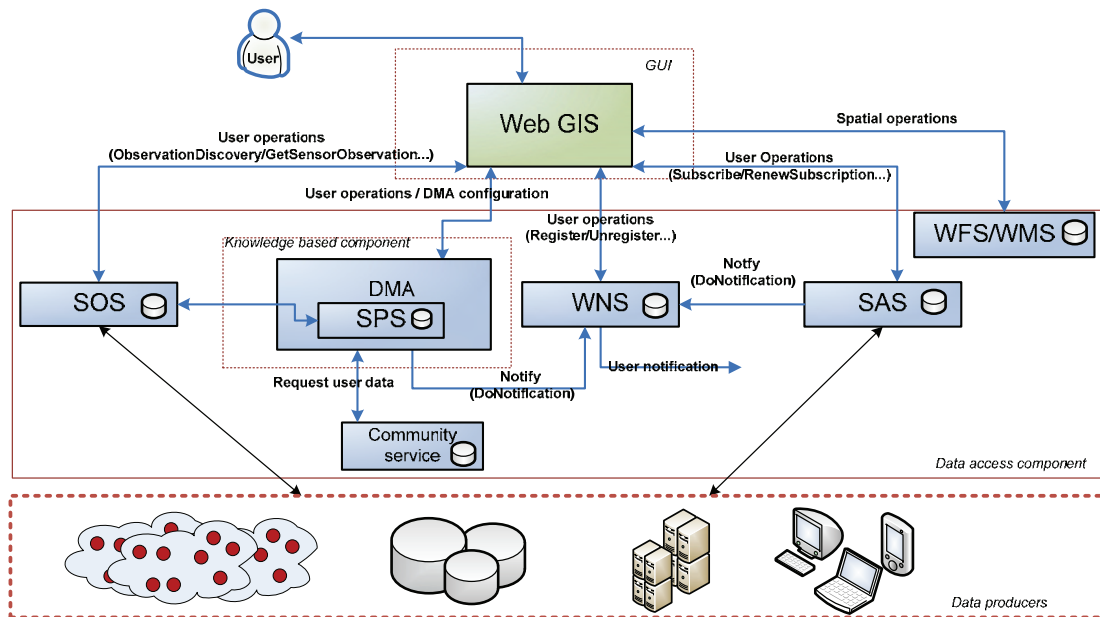 User
GUI
Web GIS
Spatial operations
User operations
(ObservationDiscovery/GetSensorObservation...)
User Operations
(Subscribe/RenewSubscription...)
User operations / DMA configuration
User operations
(Register/Unregister...)
WFS/WMS
Knowledge based component
Notfy
(DoNotification)
DMA
SOS
SPS
WNS
SAS
Request user data
Notify
(DoNotification)
User notification
Community
service
Data access component
Data producers